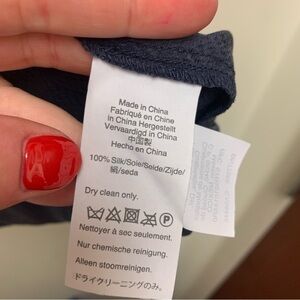 Made in China
Fabriqué en Chine
in China Hergestellt
Vervaardigd in China
中国製
Hecho en China
100% Silk/Soie/Seide/Zijde/
絹/seda
Dry clean only.
P
Nettoyer à sec seulement.
Nur chemische reinigung.
Alleen stoomreinigen.
ドライクリーニングのみ。